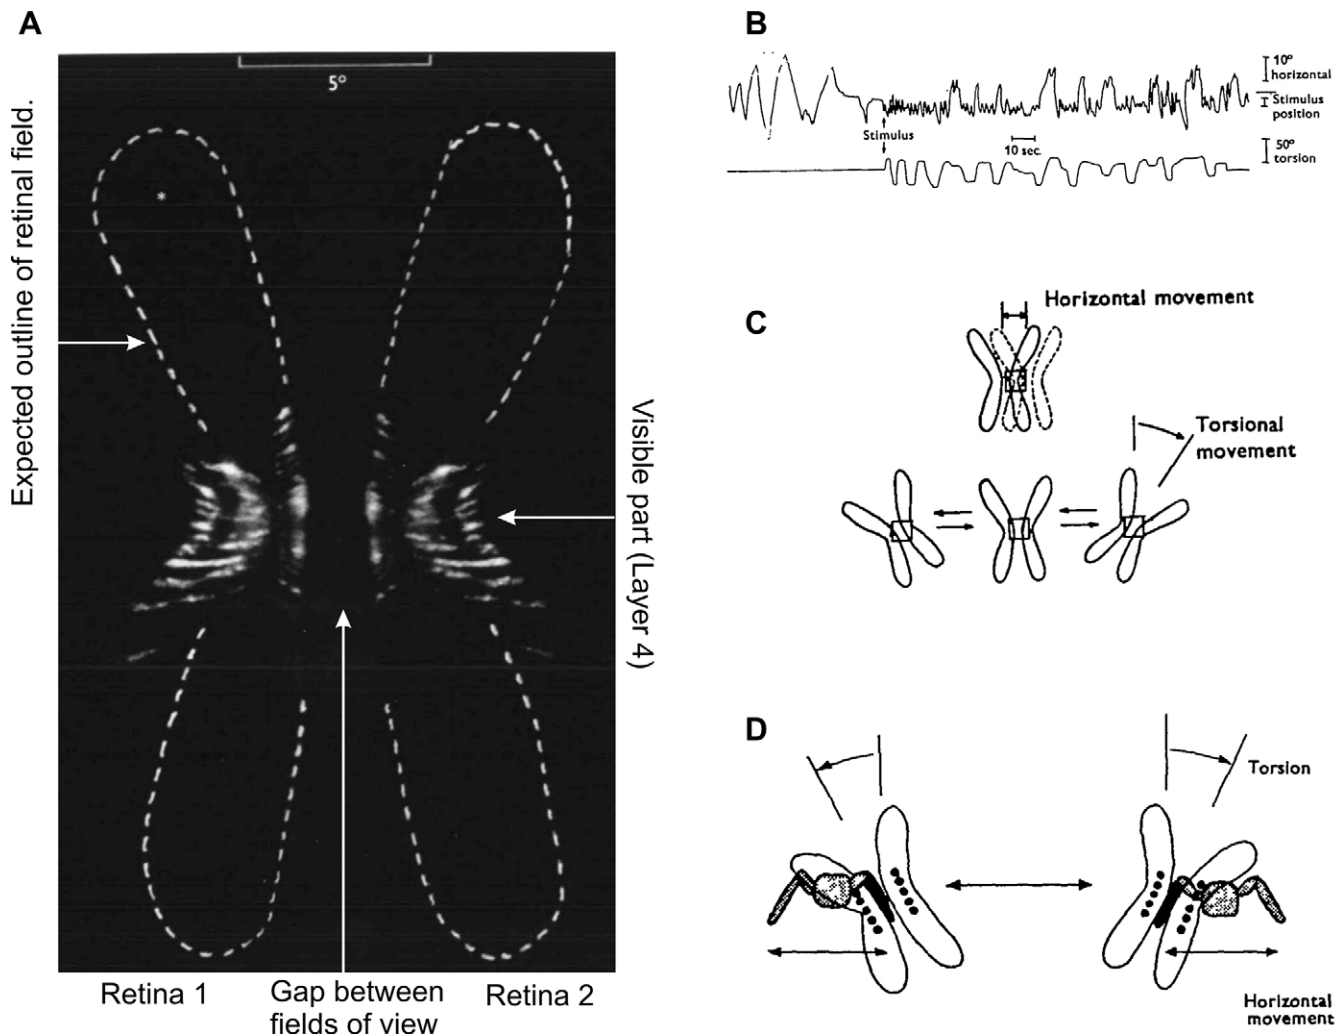 A
5°
Expected outline of retinal field.
*
Visible part (Layer 4)
Retina 1
Gap between
fields of view
Retina 2
B
10°
horizontal
Stimulus
position
Stimulus
10 sec.
50°
torsion
C
Horizontal movement
Torsional
movement
D
Torsion
Horizontal
movement